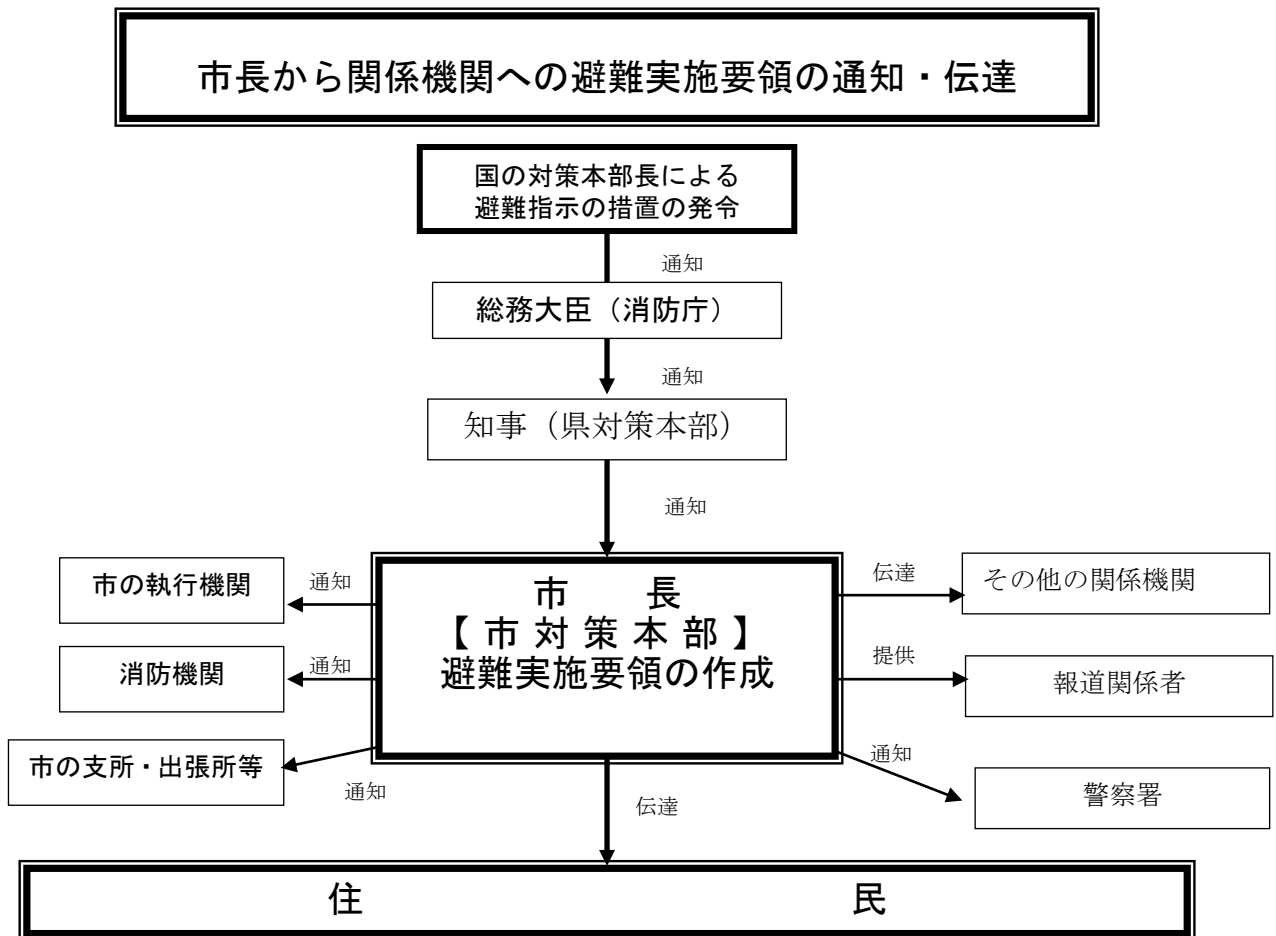 市長から関係機関への避難実施要領の通知・伝達
国の対策本部長による
避難指示の措置の発令
通知
総務大臣（消防庁）
通知
知事（県対策本部）
通知
市の執行機関
通知
市　　長
【 市 対 策 本 部 】
避難実施要領の作成
伝達
その他の関係機関
消防機関
通知
提供
報道関係者
市の支所・出張所等
通知
通知
警察署
伝達
住　　　　　　　　民